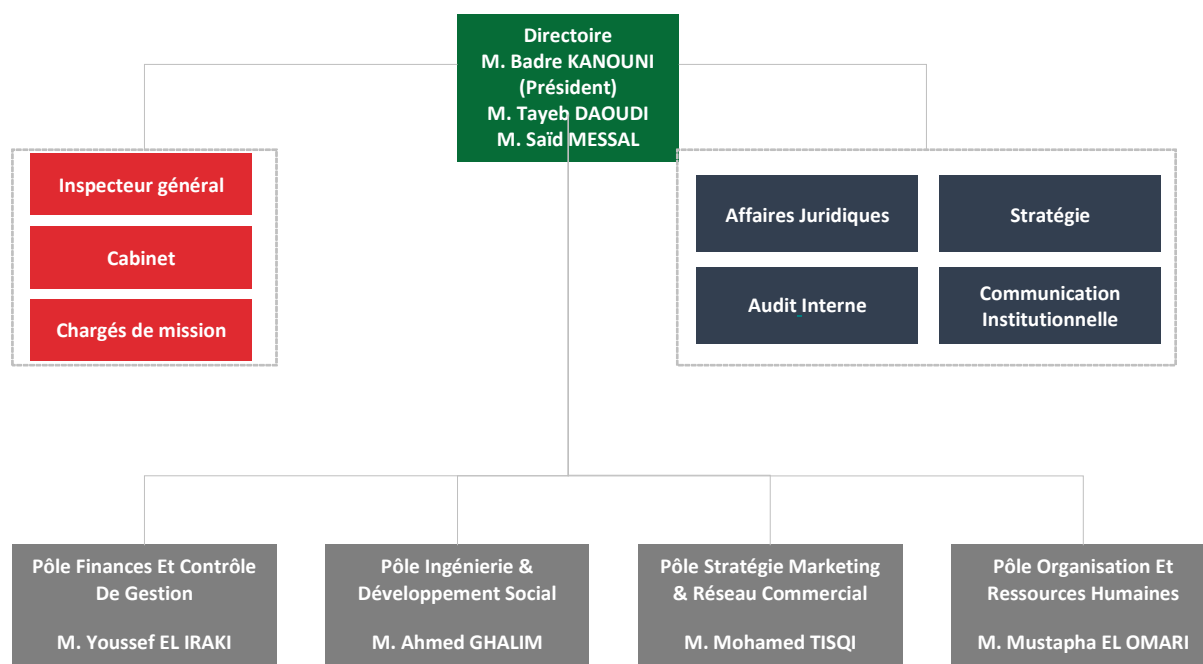 Directoire
M. Badre KANOUNI
(Président)
M. Tayeb DAOUDI
M. Saïd MESSAL
Inspecteur général
Cabinet
Chargés de mission
Affaires Juridiques
Stratégie
Audit Interne
Communication
Institutionnelle
Pôle Finances Et Contrôle
De Gestion
M. Youssef EL IRAKI
Pôle Ingénierie &
Développement Social
M. Ahmed GHALIM
Pôle Stratégie Marketing
& Réseau Commercial
M. Mohamed TISQI
Pôle Organisation Et
Ressources Humaines
M. Mustapha EL OMARI